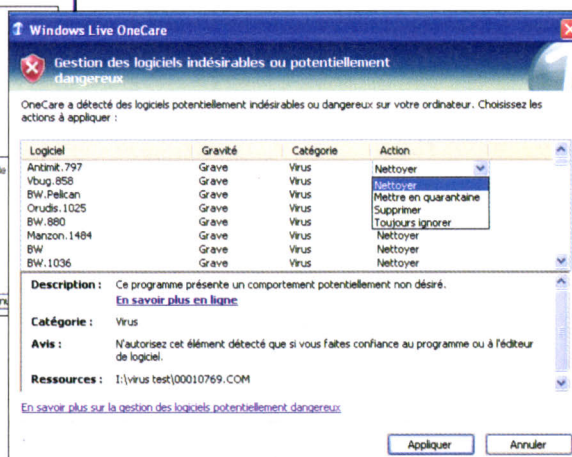 Windows Live OneCare
Gestion des logiciels indésirables ou potentiellement
dangereux
OneCare a détecté des logiciels potentiellement indésirables ou dangereux sur votre ordinateur. Choisissez les
actions à appliquer :
Logiciel Gravité Catégorie Action
Antimit.797 Grave Virus Nettoyer
Vbug.858 Grave Virus
BW.Pelican Grave Virus
Orudis.1025 Grave Virus
BW.880 Grave Virus
Manzon.1484 Grave Virus Nettoyer
BW Grave Virus Nettoyer
BW.1036 Grave Virus Nettoyer
Nettoyer
Mettre en quarantaine
Supprimer
Toujours ignorer
Description : Ce programme présente un comportement potentiellement non désiré.
En savoir plus en ligne
Catégorie : Virus
Avis : N'autorisez cet élément détecté que si vous faites confiance au programme ou à l'éditeur
de logiciel.
Ressources : I:\virus test\00010769.COM
En savoir plus sur la gestion des logiciels potentiellement dangereux
Appliquer Annuler